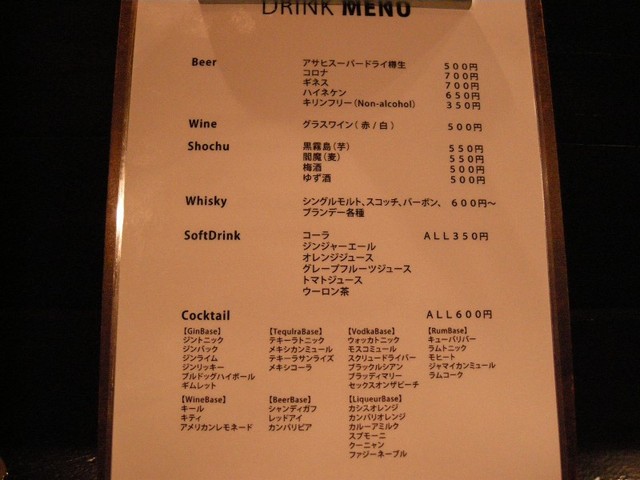 DRINK MENU
Beer アサヒスーパードライ樽生 500円
コロナ 700円
ギネス 700円
ハイネケン 650円
キリンフリー(Non-alcohol) 350円
Wine グラスワイン(赤/白) 500円
Shochu 黒霧島(芋) 550円
閻魔(麦) 550円
梅酒 500円
ゆず酒 500円
Whisky シングルモルト、スコッチ、バーボン、 600円〜
ブランデー各種
SoftDrink コーラ ALL350円
ジンジャーエール
オレンジジュース
グレープフルーツジュース
トマトジュース
ウーロン茶
Cocktail ALL600円
【GinBase】
ジントニック
ジンバック
ジンライム
ジンリッキー
ブルドッグハイボール
ギムレット
【TequlraBase】
テキーラトニック
メキシカンミュール
テキーラサンライズ
メキシコーラ
【VodkaBase】
ウォッカトニック
モスコミュール
スクリュードライバー
ブラックルシアン
ブラッディマリー
セックスオンザビーチ
【RumBase】
キューバリバー
ラムトニック
モヒート
ジャマイカンミュール
ラムコーク
【WineBase】
キール
キティ
アメリカンレモネード
【BeerBase】
シャンディガフ
レッドアイ
カンパリビア
【LiqueurBase】
カシスオレンジ
カンパリオレンジ
カルーアミルク
スプモーニ
クーニャン
ファジーネーブル